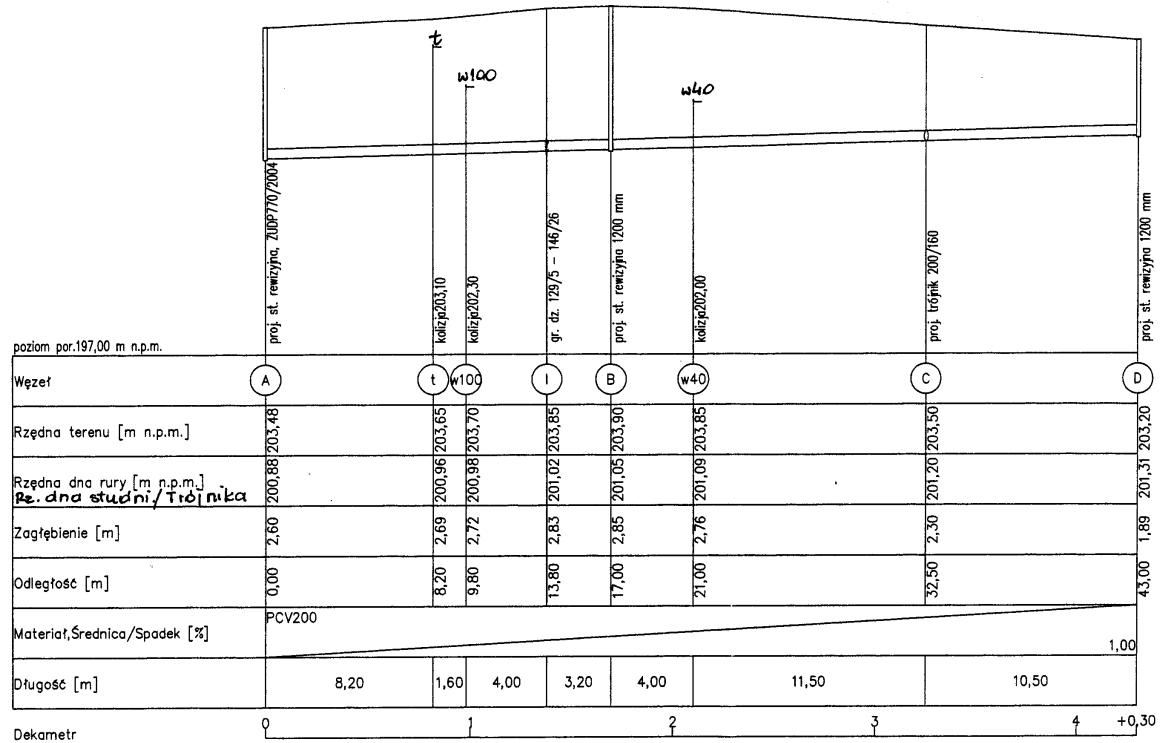 t
w100
w40
proj. st. rewizyjna, ZUDP770/2004
kolizja203,10
kolizja202,30
gr. dz. 129/5 - 146/26
proj. st. rewizyjna 1200 mm
kolizja202,00
proj. trójnik 200/160
proj. st. rewizyjna 1200 mm
poziom por.197,00 m n.p.m.
Węzeł A t w100 I B w40 C D
Rzędna terenu [m n.p.m.] 203,48 203,65 203,70 203,85 203,90 203,85 203,50 203,20
Rzędna dna rury [m n.p.m.] 200,88 200,96 200,98 201,02 201,05 201,09 201,20 201,31
Rz. dna studni/Trójnika
Zagłębienie [m] 2,60 2,69 2,72 2,83 2,85 2,76 2,30 1,89
Odległość [m] 0,00 8,20 9,80 13,80 17,00 21,00 32,50 43,00
PCV200
Materiał,Średnica/Spadek [%] 1,00
Długość [m] 8,20 1,60 4,00 3,20 4,00 11,50 10,50
Dekametr 0 1 2 3 4 +0,30